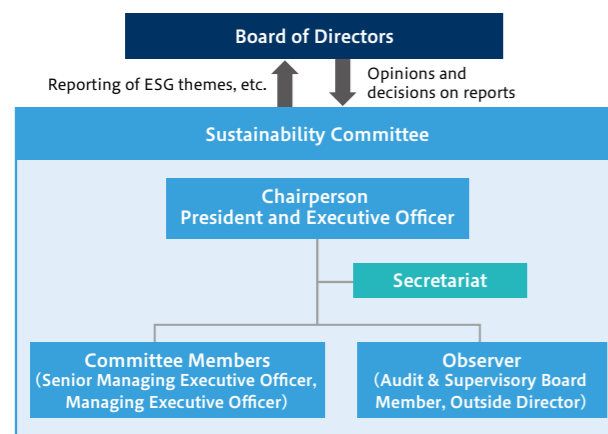 Board of Directors
Reporting of ESG themes, etc.
Opinions and
decisions on reports
Sustainability Committee
Chairperson
President and Executive Officer
Secretariat
Committee Members
(Senior Managing Executive Officer,
Managing Executive Officer)
Observer
(Audit & Supervisory Board
Member, Outside Director)